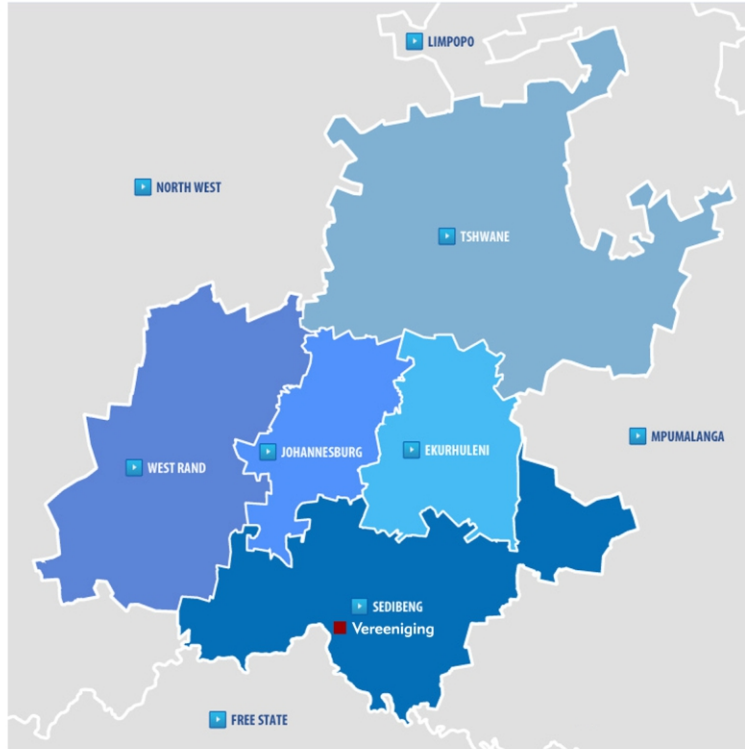 LIMPOPO
NORTH WEST
TSHWANE
MPUMALANGA
JOHANNESBURG
EKURHULENI
WEST RAND
SEDIBENG
Vereeniging
FREE STATE